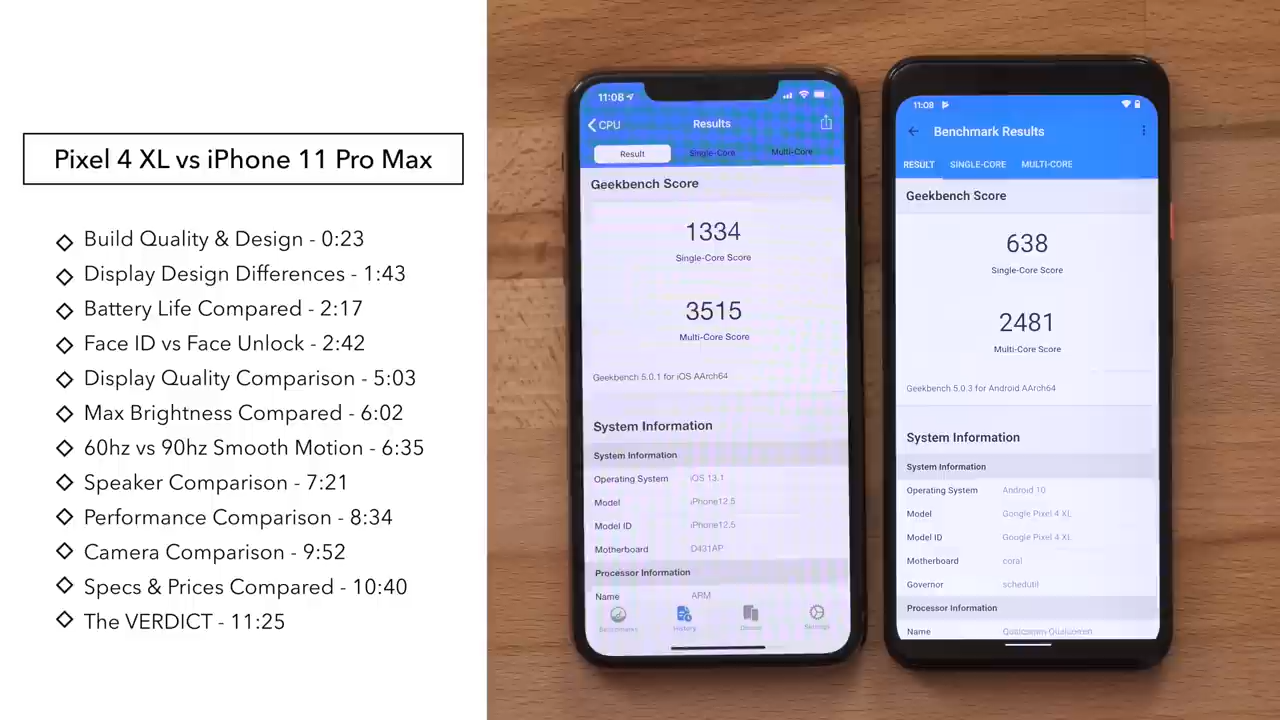 Pixel 4 XL vs iPhone 11 Pro Max
Build Quality & Design - 0:23
Display Design Differences - 1:43
Battery Life Compared - 2:17
Face ID vs Face Unlock - 2:42
Display Quality Comparison - 5:03
Max Brightness Compared - 6:02
60hz vs 90hz Smooth Motion - 6:35
Speaker Comparison - 7:21
Performance Comparison - 8:34
Camera Comparison - 9:52
Specs & Prices Compared - 10:40
The VERDICT - 11:25
11:08
CPU Results
Result Single-Core Multi-Core
Geekbench Score
1334
Single-Core Score
3515
Multi-Core Score
Geekbench 5.0.1 for iOS AArch64
System Information
System Information
Operating System iOS 13.1
Model iPhone12.5
Model ID iPhone12.5
Motherboard D431AP
Processor Information
Name ARM
Benchmarks History Settings
11:08
Benchmark Results
RESULT SINGLE-CORE MULTI-CORE
Geekbench Score
638
Single-Core Score
2481
Multi-Core Score
Geekbench 5.0.3 for Android AArch64
System Information
System Information
Operating System Android 10
Model Google Pixel 4 XL
Model ID Google Pixel 4 XL
Motherboard coral
Governor schedutil
Processor Information
Name Qualcomm